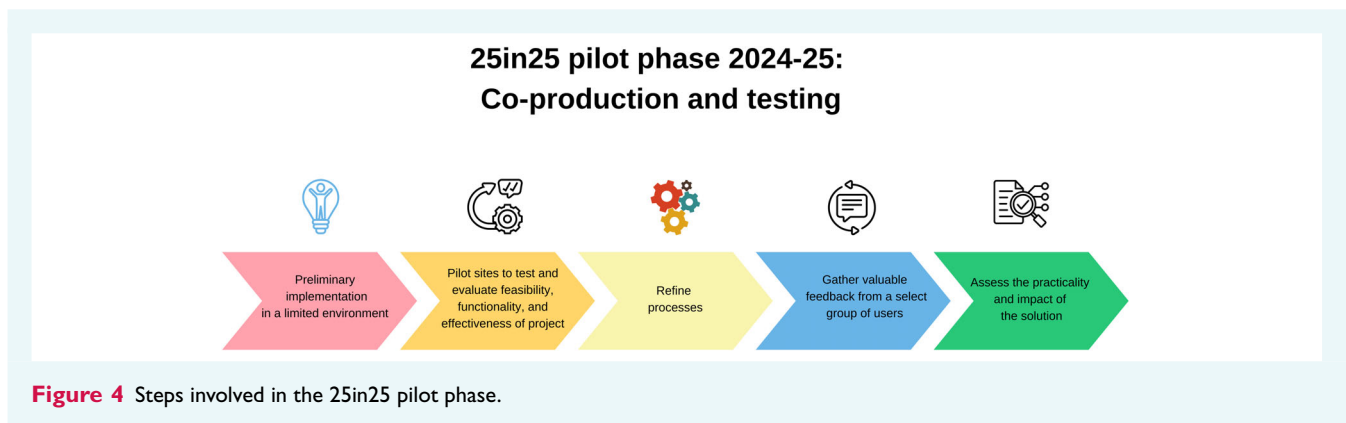 25in25 pilot phase 2024-25:
Co-production and testing
Preliminary
implementation
in a limited environment
Pilot sites to test and
evaluate feasibility,
functionality, and
effectiveness of project
Refine
processes
Gather valuable
feedback from a select
group of users
Assess the practicality
and impact of
the solution
Figure 4 Steps involved in the 25in25 pilot phase.